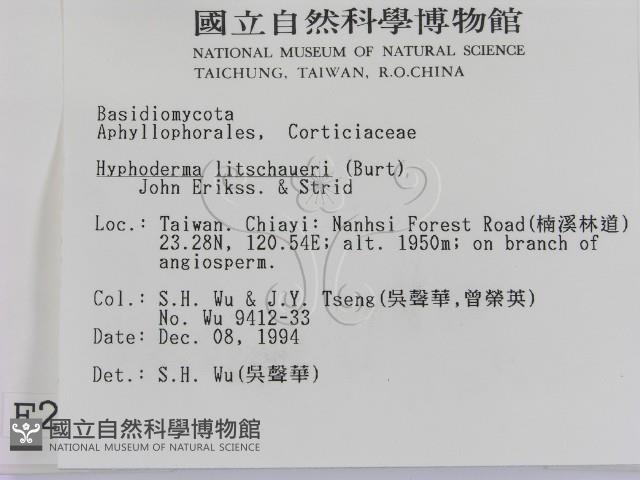 國立自然科學博物館
NATIONAL MUSEUM OF NATURAL SCIENCE
TAICHUNG, TAIWAN, R.O.CHINA
Basidiomycota
Aphyllophorales, Corticiaceae
Hyphoderma litschaueri (Burt)
John Erikss. & Strid
Loc.: Taiwan. Chiayi: Nanhsi Forest Road(楠溪林道)
23.28N, 120.54E; alt. 1950m; on branch of
angiosperm.
Col.: S.H. Wu & J.Y. Tseng(吳聲華,曾榮英)
No. Wu 9412-33
Date: Dec. 08, 1994
Det.: S.H. Wu(吳聲華)
F2
國立自然科學博物館
NATIONAL MUSEUM OF NATURAL SCIENCE